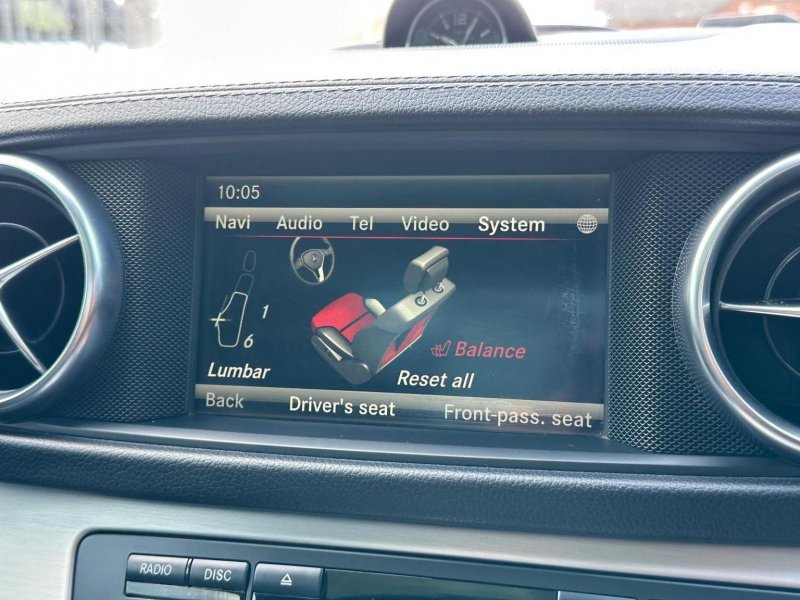 10:05
Navi Audio Tel Video System
1
6
Balance
Lumbar Reset all
Back Driver's seat Front-pass. seat
RADIO DISC